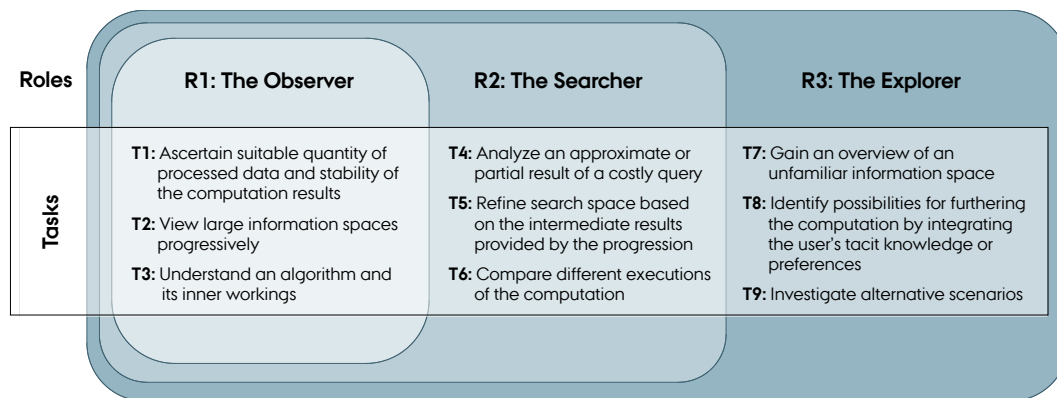 Roles
R1: The Observer
R2: The Searcher
R3: The Explorer
Tasks
T1: Ascertain suitable quantity of
processed data and stability of
the computation results
T2: View large information spaces
progressively
T3: Understand an algorithm and
its inner workings
T4: Analyze an approximate or
partial result of a costly query
T5: Refine search space based
on the intermediate results
provided by the progression
T6: Compare different executions
of the computation
T7: Gain an overview of an
unfamiliar information space
T8: Identify possibilities for furthering
the computation by integrating
the user's tacit knowledge or
preferences
T9: Investigate alternative scenarios